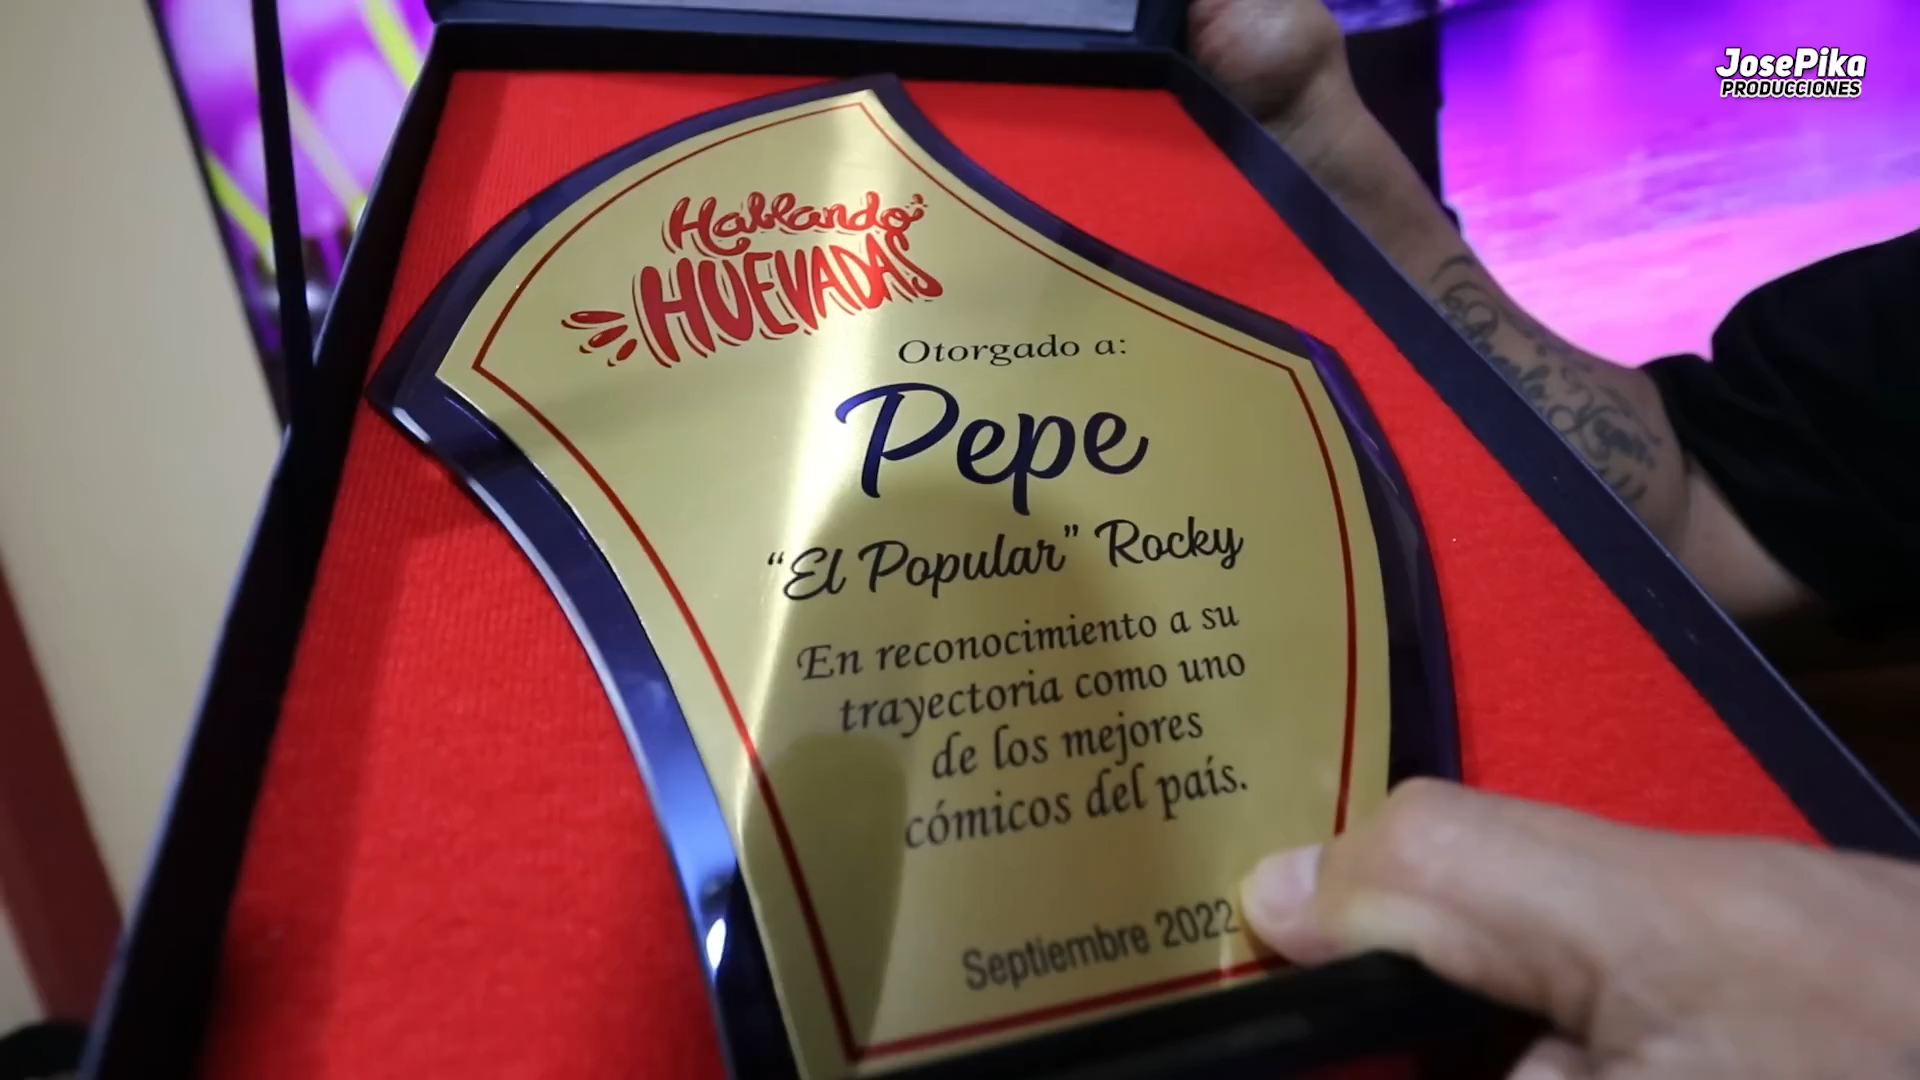 JosePika
PRODUCCIONES
Hablando
HUEVADAS
Otorgado a:
Pepe
“El Popular” Rocky
En reconocimiento a su
trayectoria como uno
de los mejores
cómicos del país.
Septiembre 2022